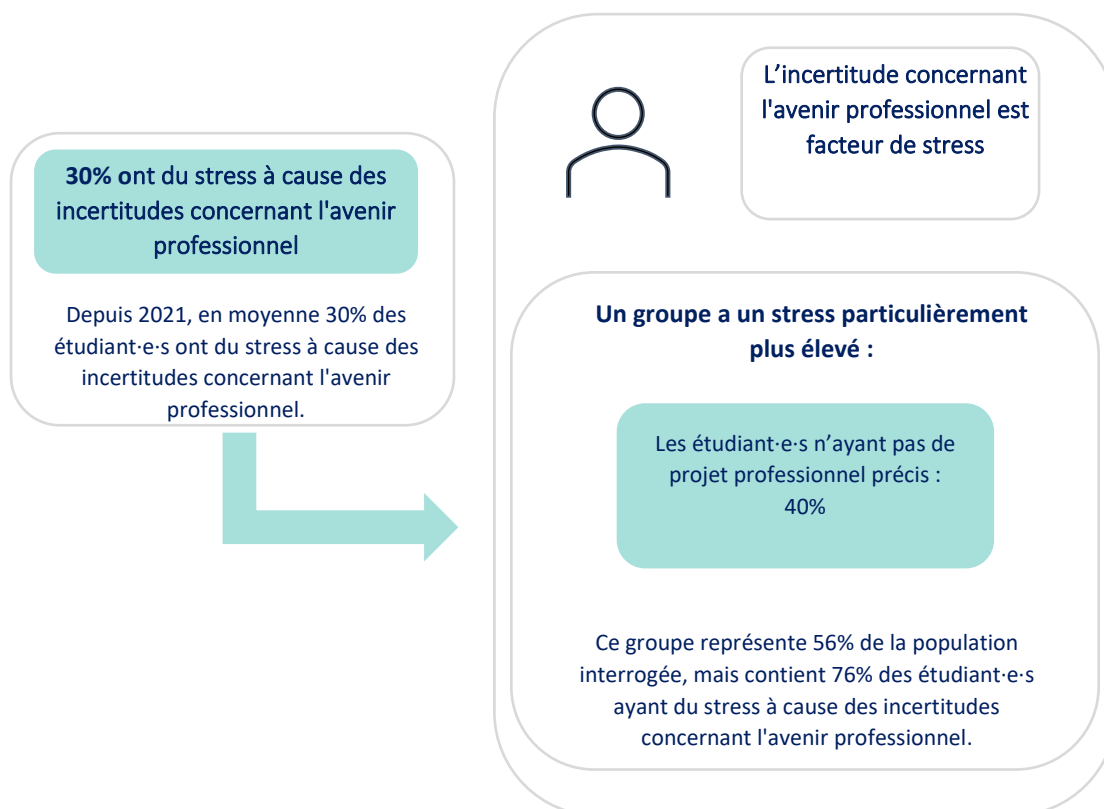 30% ont du stress à cause des
incertitudes concernant l'avenir
professionnel
Depuis 2021, en moyenne 30% des
étudiant·e·s ont du stress à cause des
incertitudes concernant l'avenir
professionnel.
L’incertitude concernant
l'avenir professionnel est
facteur de stress
Un groupe a un stress particulièrement
plus élevé :
Les étudiant·e·s n’ayant pas de
projet professionnel précis :
40%
Ce groupe représente 56% de la population
interrogée, mais contient 76% des étudiant·e·s
ayant du stress à cause des incertitudes
concernant l'avenir professionnel.